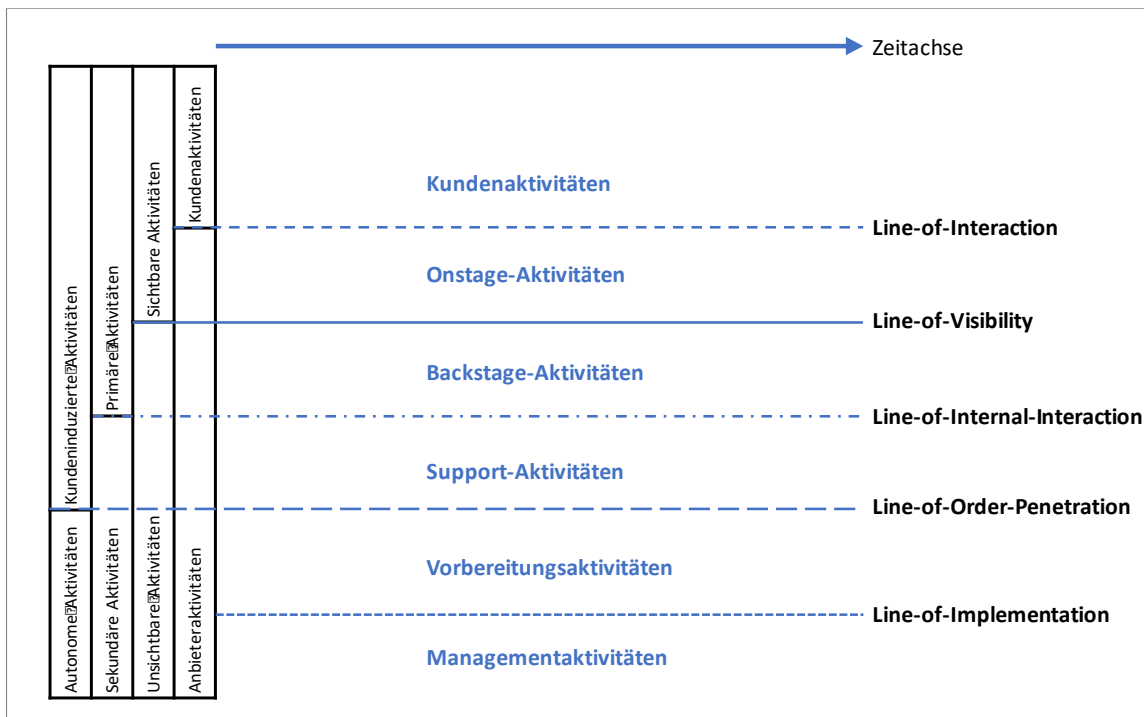 Zeitachse
Kundeninduzierte Aktivitäten
Primäre Aktivitäten
Sichtbare Aktivitäten
Kundenaktivitäten
Autonome Aktivitäten
Sekundäre Aktivitäten
Unsichtbare Aktivitäten
Anbieteraktivitäten
Kundenaktivitäten
Line-of-Interaction
Onstage-Aktivitäten
Line-of-Visibility
Backstage-Aktivitäten
Line-of-Internal-Interaction
Support-Aktivitäten
Line-of-Order-Penetration
Vorbereitungsaktivitäten
Line-of-Implementation
Managementaktivitäten